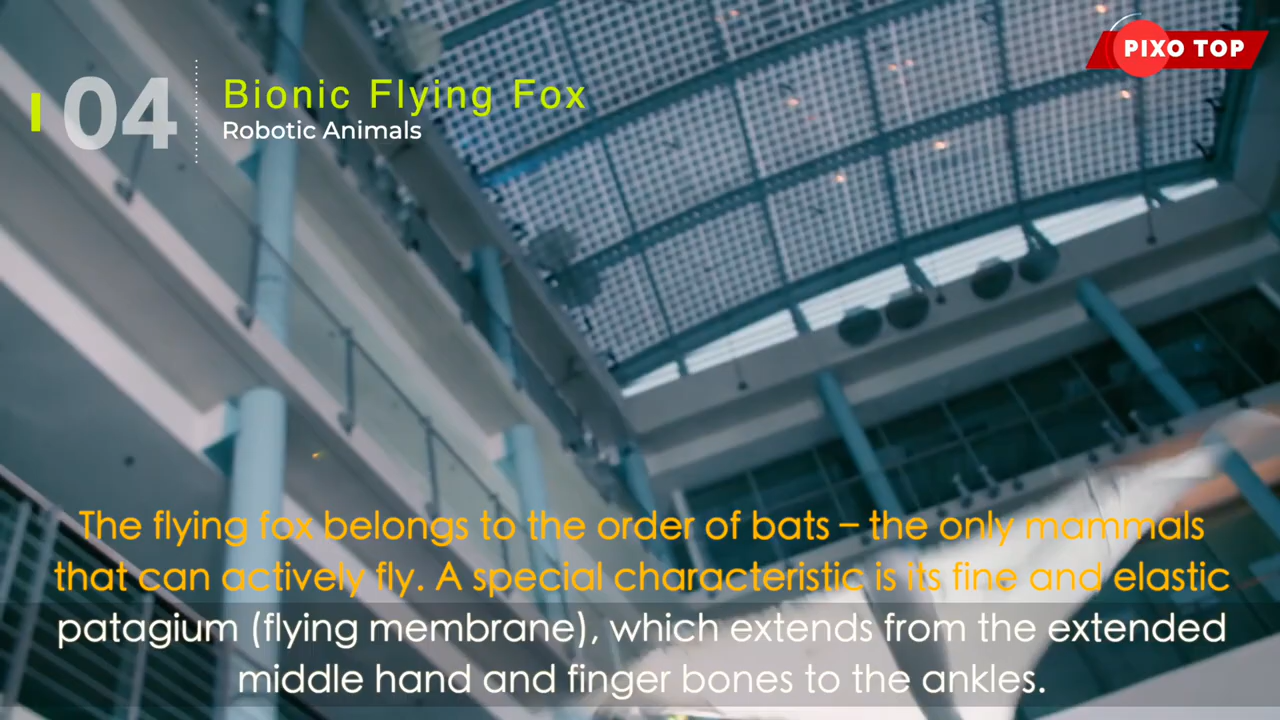 PIXO TOP
04
Bionic Flying Fox
Robotic Animals
The flying fox belongs to the order of bats – the only mammals
that can actively fly. A special characteristic is its fine and elastic
patagium (flying membrane), which extends from the extended
middle hand and finger bones to the ankles.